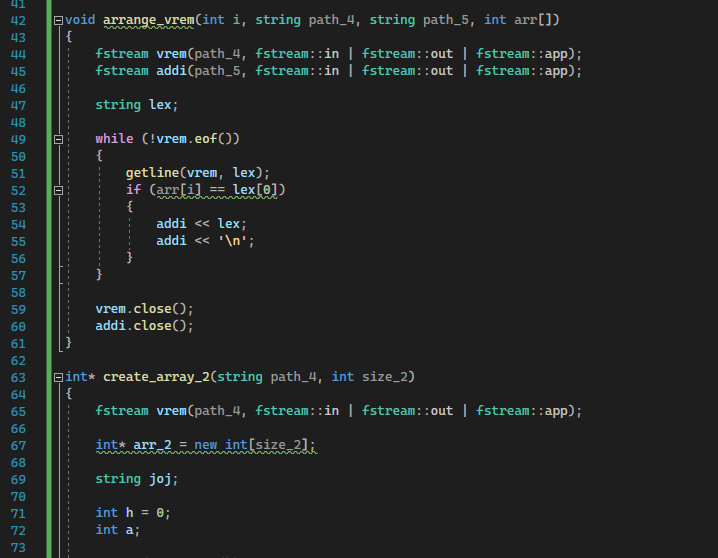 41
42 void arrange_vrem(int i, string path_4, string path_5, int arr[])
43 {
44 fstream vrem(path_4, fstream::in | fstream::out | fstream::app);
45 fstream addi(path_5, fstream::in | fstream::out | fstream::app);
46
47 string lex;
48
49 while (!vrem.eof())
50 {
51 getline(vrem, lex);
52 if (arr[i] == lex[0])
53 {
54 addi << lex;
55 addi << '\n';
56 }
57 }
58
59 vrem.close();
60 addi.close();
61 }
62
63 int* create_array_2(string path_4, int size_2)
64 {
65 fstream vrem(path_4, fstream::in | fstream::out | fstream::app);
66
67 int* arr_2 = new int[size_2];
68
69 string joj;
70
71 int h = 0;
72 int a;
73